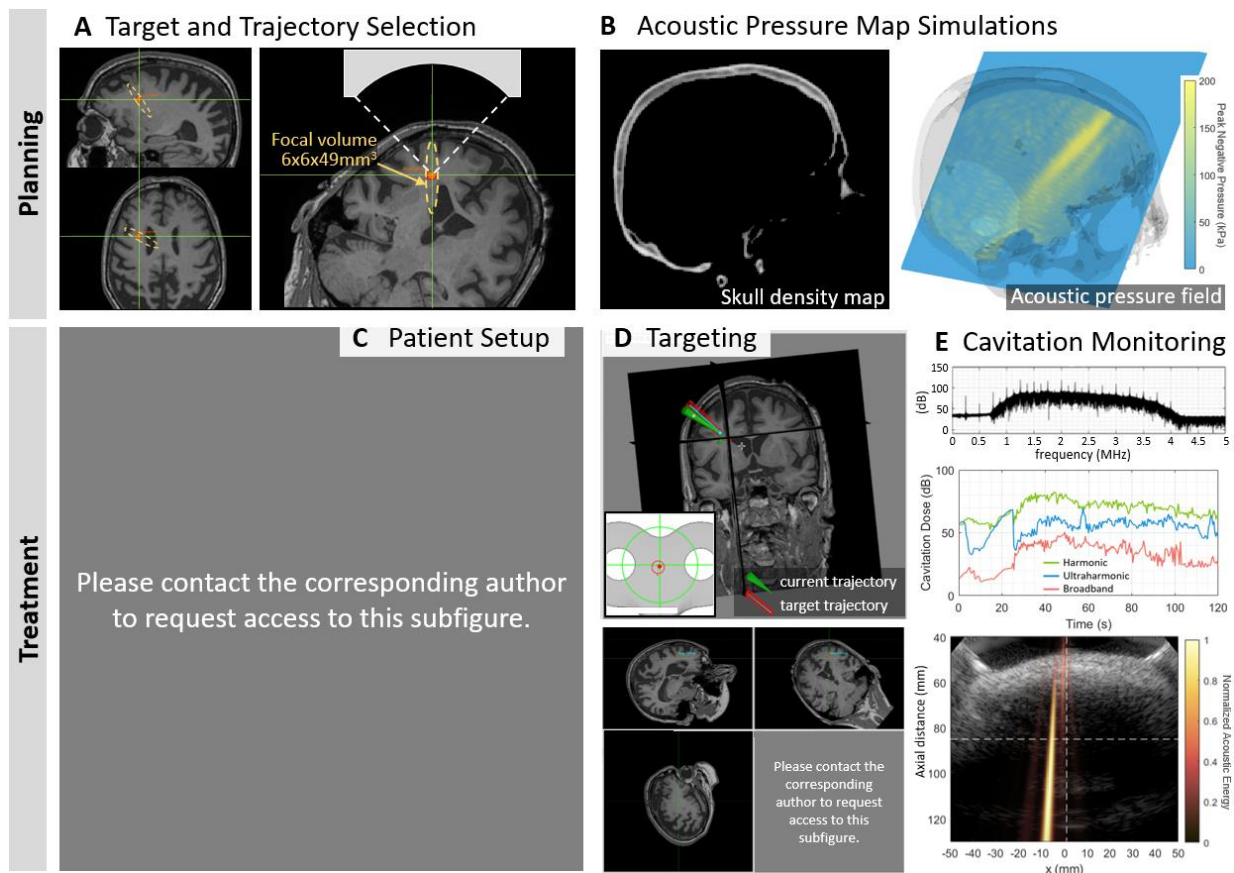 Planning
A Target and Trajectory Selection
Focal volume
6x6x49mm³
B Acoustic Pressure Map Simulations
Skull density map
200
150
100
50
0
Peak Negative Pressure (kPa)
Acoustic pressure field
Treatment
C Patient Setup
Please contact the corresponding author
to request access to this subfigure.
D Targeting
current trajectory
target trajectory
Please contact the
corresponding
author to request
access to this
subfigure.
E Cavitation Monitoring
(dB)
150
100
50
0
0 0.5 1 1.5 2 2.5 3 3.5 4 4.5 5
frequency (MHz)
Cavitation Dose (dB)
100
50
0
Harmonic
Ultraharmonic
Broadband
0 20 40 60 80 100 120
Time (s)
Axial distance (mm)
40
60
80
100
120
-50 -40 -30 -20 -10 0 10 20 30 40 50
x (mm)
1
0.8
0.6
0.4
0.2
0
Normalized Acoustic Energy